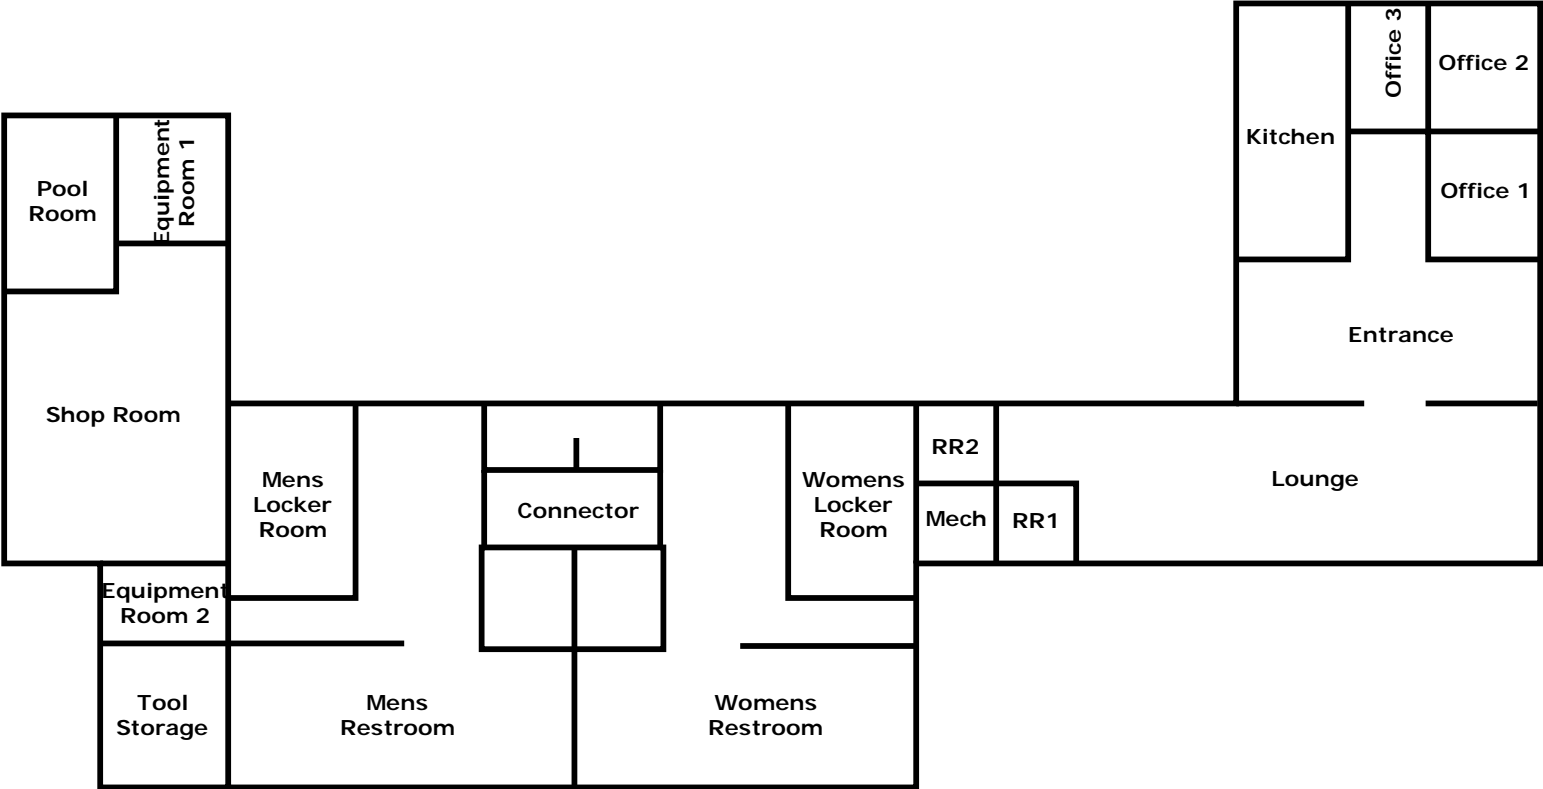 Office 3
Office 2
Kitchen
Office 1
Equipment
Room 1
Pool
Room
Entrance
Shop Room
RR2
Mens
Locker
Room
Connector
Womens
Locker
Room
Mech
RR1
Lounge
Equipment
Room 2
Tool
Storage
Mens
Restroom
Womens
Restroom